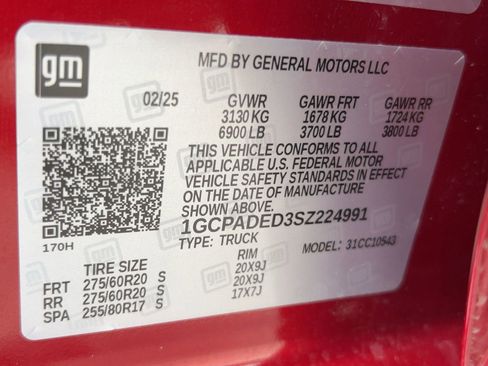 gm
MFD BY GENERAL MOTORS LLC
02/25 GVWR GAWR FRT GAWR RR
3130 KG 1678 KG 1724 KG
6900 LB 3700 LB 3800 LB
THIS VEHICLE CONFORMS TO ALL
APPLICABLE U.S. FEDERAL MOTOR
VEHICLE SAFETY STANDARDS IN EFFECT
ON THE DATE OF MANUFACTURE
SHOWN ABOVE.
1GCPADED3SZ224991
TYPE: TRUCK MODEL: 31CC10543
170H
TIRE SIZE RIM
FRT 275/60R20 S 20X9J
RR 275/60R20 S 20X9J
SPA 255/80R17 S 17X7J